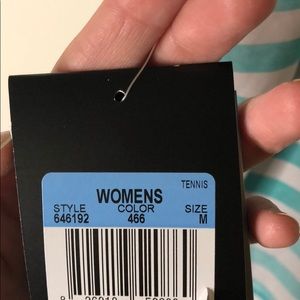 TENNIS
WOMENS
STYLE COLOR SIZE
646192 466 M